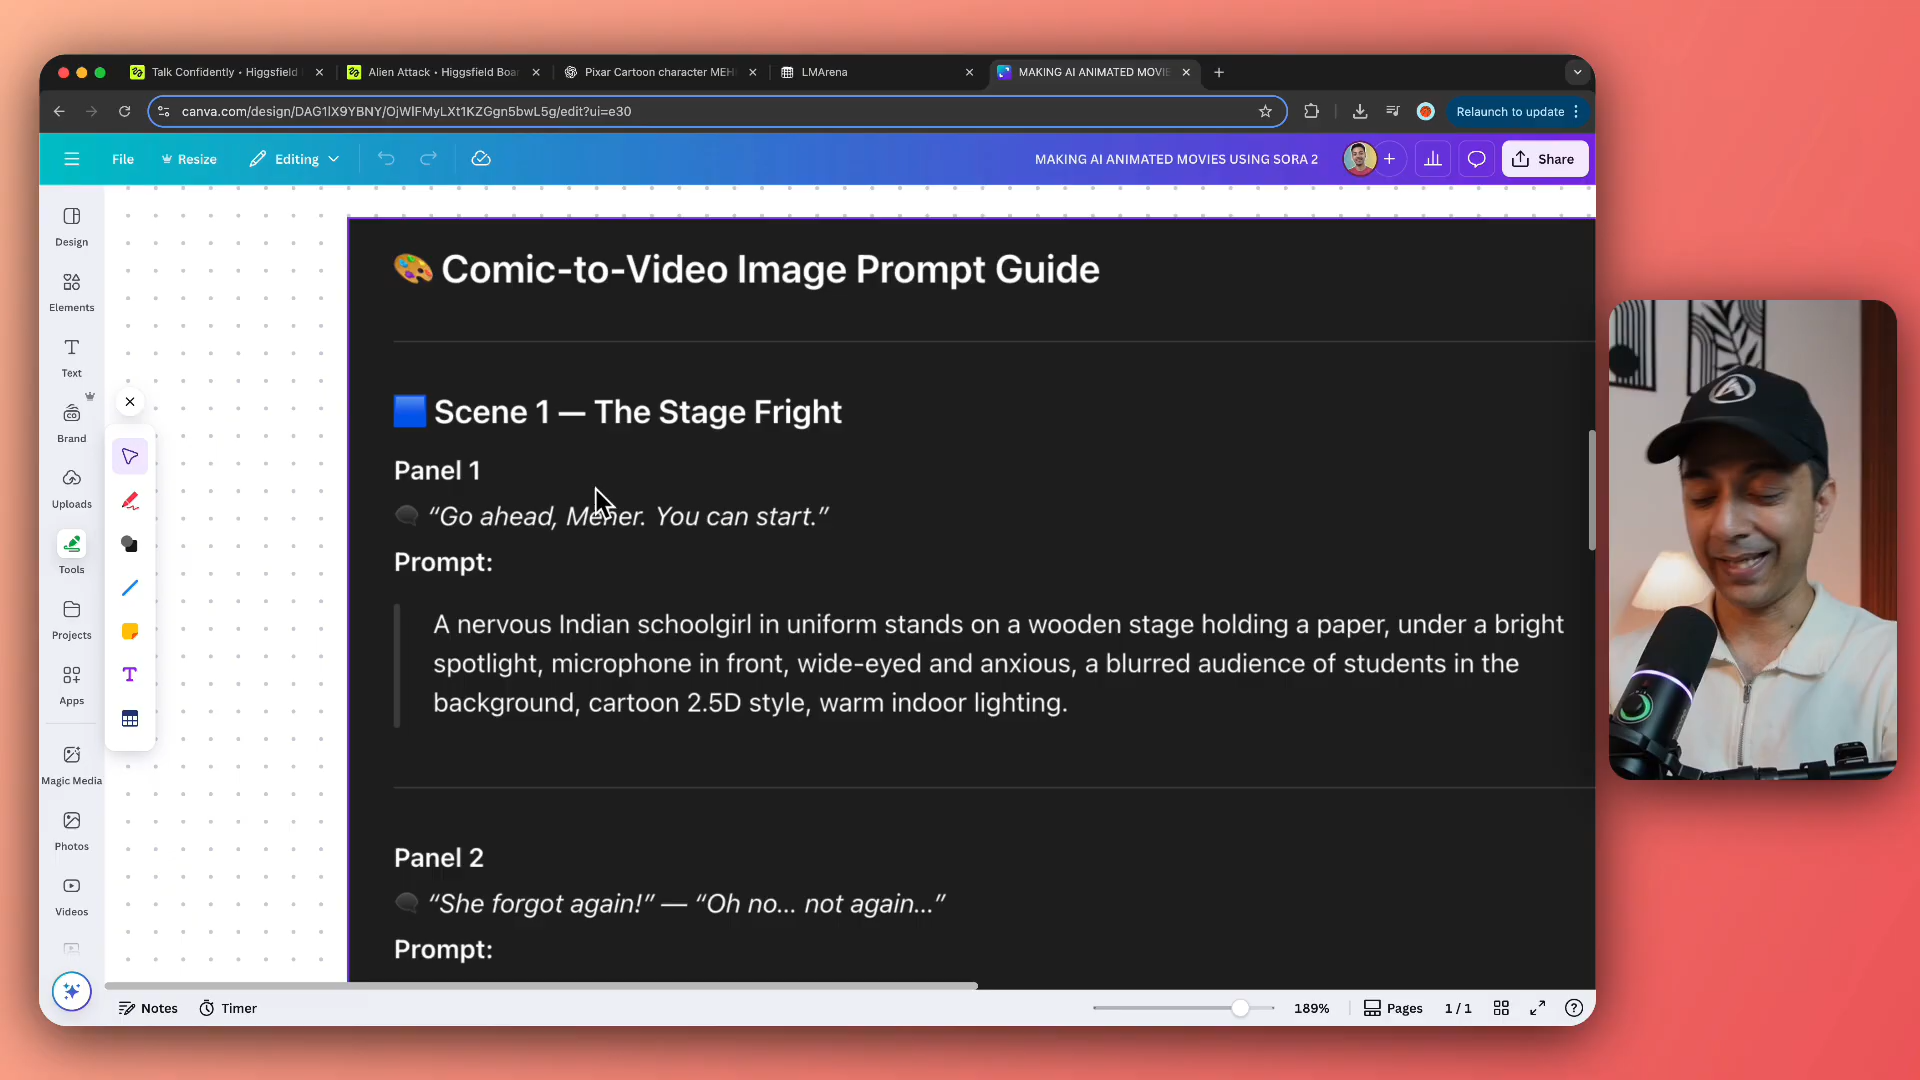 Talk Confidently • Higgsfield
Alien Attack • Higgsfield Boar
Pixar Cartoon character MEH
LMArena
MAKING AI ANIMATED MOVIE
canva.com/design/DAG1lX9YBNY/OjWlFMyLXt1KZGgn5bwL5g/edit?ui=e30
Relaunch to update
File
Resize
Editing
MAKING AI ANIMATED MOVIES USING SORA 2
Share
Design
Elements
Text
Brand
Uploads
Tools
Projects
Apps
Magic Media
Photos
Videos
Comic-to-Video Image Prompt Guide
Scene 1 — The Stage Fright
Panel 1
“Go ahead, Meher. You can start.”
Prompt:
A nervous Indian schoolgirl in uniform stands on a wooden stage holding a paper, under a bright
spotlight, microphone in front, wide-eyed and anxious, a blurred audience of students in the
background, cartoon 2.5D style, warm indoor lighting.
Panel 2
“She forgot again!” — “Oh no... not again...”
Prompt:
Notes
Timer
189%
Pages
1 / 1